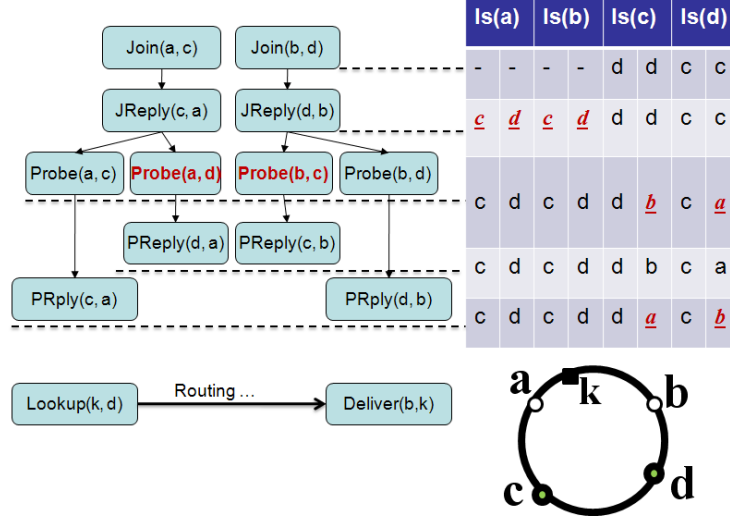 ls(a) ls(b) ls(c) ls(d)
Join(a, c) Join(b, d)
- - - - d d c c
JReply(c, a) JReply(d, b)
c d c d d d c c
Probe(a, c) Probe(a, d) Probe(b, c) Probe(b, d)
c d c d d b c a
PReply(d, a) PReply(c, b)
c d c d d b c a
PRply(c, a) PRply(d, b)
c d c d d a c b
Routing ...
Lookup(k, d) Deliver(b,k)
a k b
c d